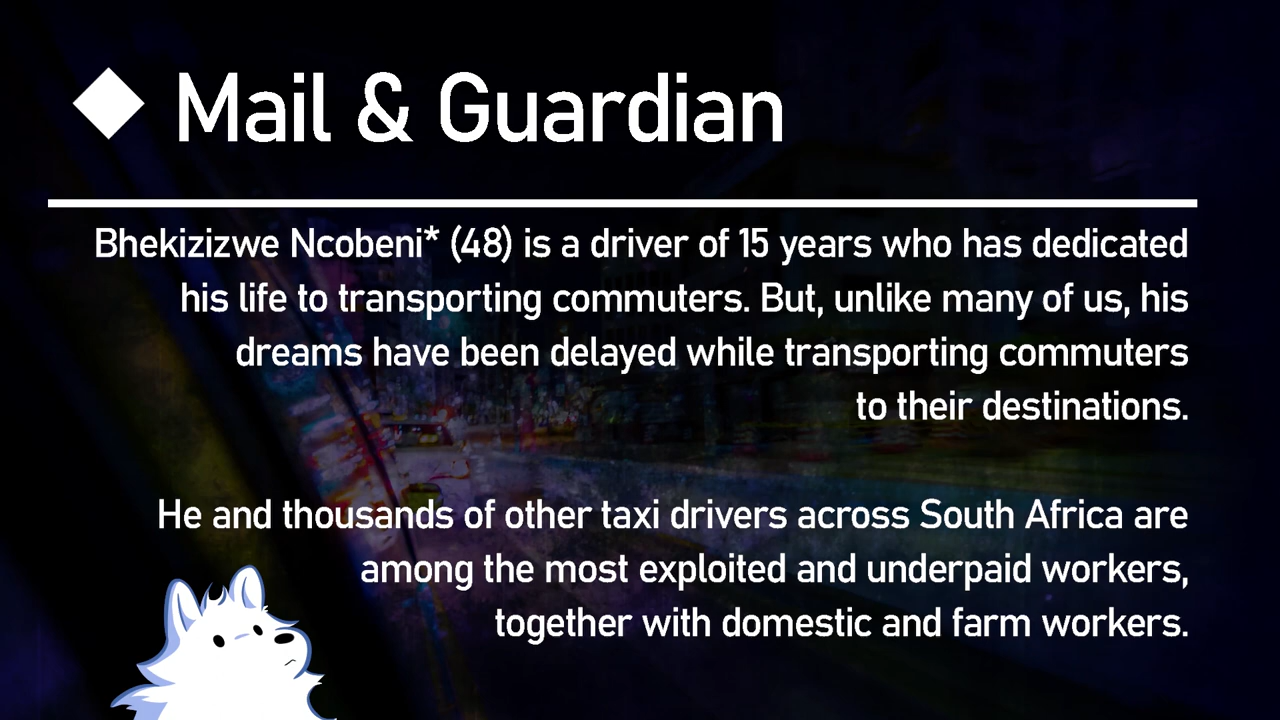 Mail & Guardian
Bhekizizwe Ncobeni* (48) is a driver of 15 years who has dedicated
his life to transporting commuters. But, unlike many of us, his
dreams have been delayed while transporting commuters
to their destinations.
He and thousands of other taxi drivers across South Africa are
among the most exploited and underpaid workers,
together with domestic and farm workers.